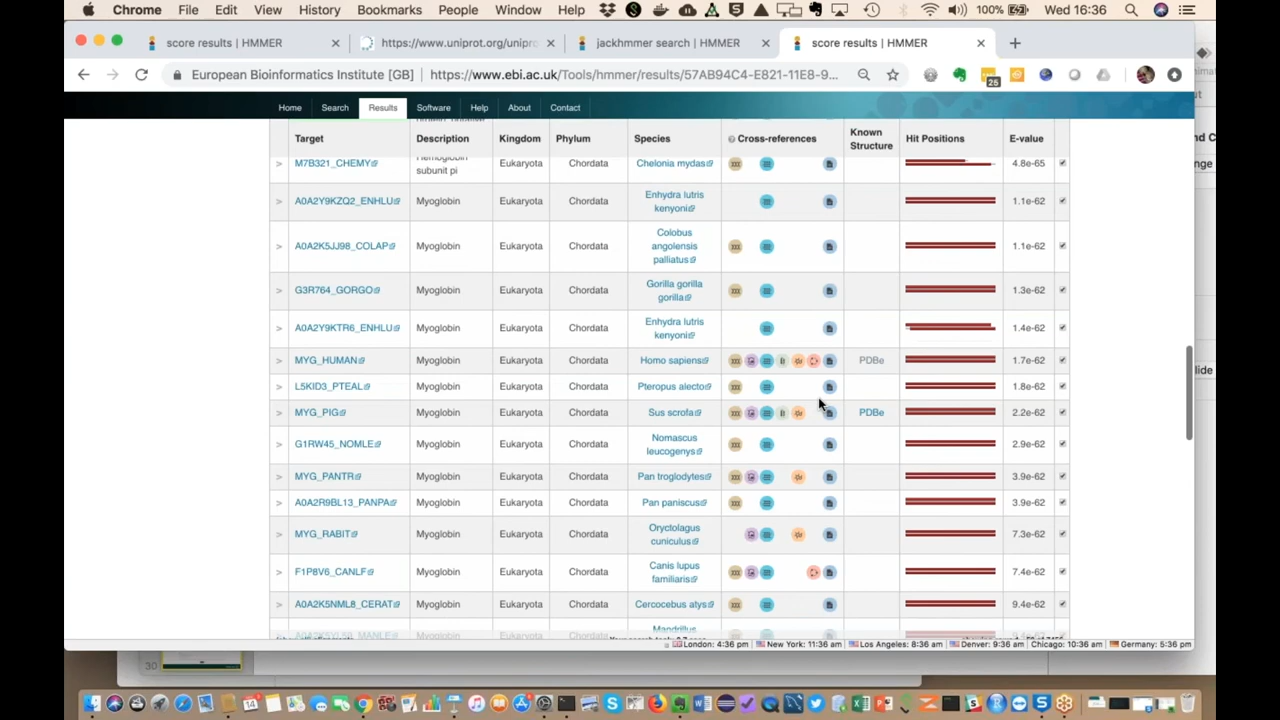 Chrome File Edit View History Bookmarks People Window Help 100% Wed 16:36
score results | HMMER https://www.uniprot.org/unipro jackhmmer search | HMMER score results | HMMER
European Bioinformatics Institute [GB] https://www.ebi.ac.uk/Tools/hmmer/results/57AB94C4-E821-11E8-9... 25
Home Search Results Software Help About Contact
Target Description Kingdom Phylum Species Cross-references Known Structure Hit Positions E-value
M7B321_CHEMY Hemoglobin subunit pi Eukaryota Chordata Chelonia mydas 4.8e-65
A0A2Y9KZQ2_ENHLU Myoglobin Eukaryota Chordata Enhydra lutris kenyoni 1.1e-62
A0A2K5JJ98_COLAP Myoglobin Eukaryota Chordata Colobus angolensis palliatus 1.1e-62
G3R764_GORGO Myoglobin Eukaryota Chordata Gorilla gorilla gorilla 1.3e-62
A0A2Y9KTR6_ENHLU Myoglobin Eukaryota Chordata Enhydra lutris kenyoni 1.4e-62
MYG_HUMAN Myoglobin Eukaryota Chordata Homo sapiens PDBe 1.7e-62
L5KID3_PTEAL Myoglobin Eukaryota Chordata Pteropus alecto 1.8e-62
MYG_PIG Myoglobin Eukaryota Chordata Sus scrofa PDBe 2.2e-62
G1RW45_NOMLE Myoglobin Eukaryota Chordata Nomascus leucogenys 2.9e-62
MYG_PANTR Myoglobin Eukaryota Chordata Pan troglodytes 3.9e-62
A0A2R9BL13_PANPA Myoglobin Eukaryota Chordata Pan paniscus 3.9e-62
MYG_RABIT Myoglobin Eukaryota Chordata Oryctolagus cuniculus 7.3e-62
F1P8V6_CANLF Myoglobin Eukaryota Chordata Canis lupus familiaris 7.4e-62
A0A2K5NML8_CERAT Myoglobin Eukaryota Chordata Cercocebus atys 9.4e-62
Mandrillus
London: 4:36 pm New York: 11:36 am Los Angeles: 8:36 am Denver: 9:36 am Chicago: 10:36 am Germany: 5:36 pm
30